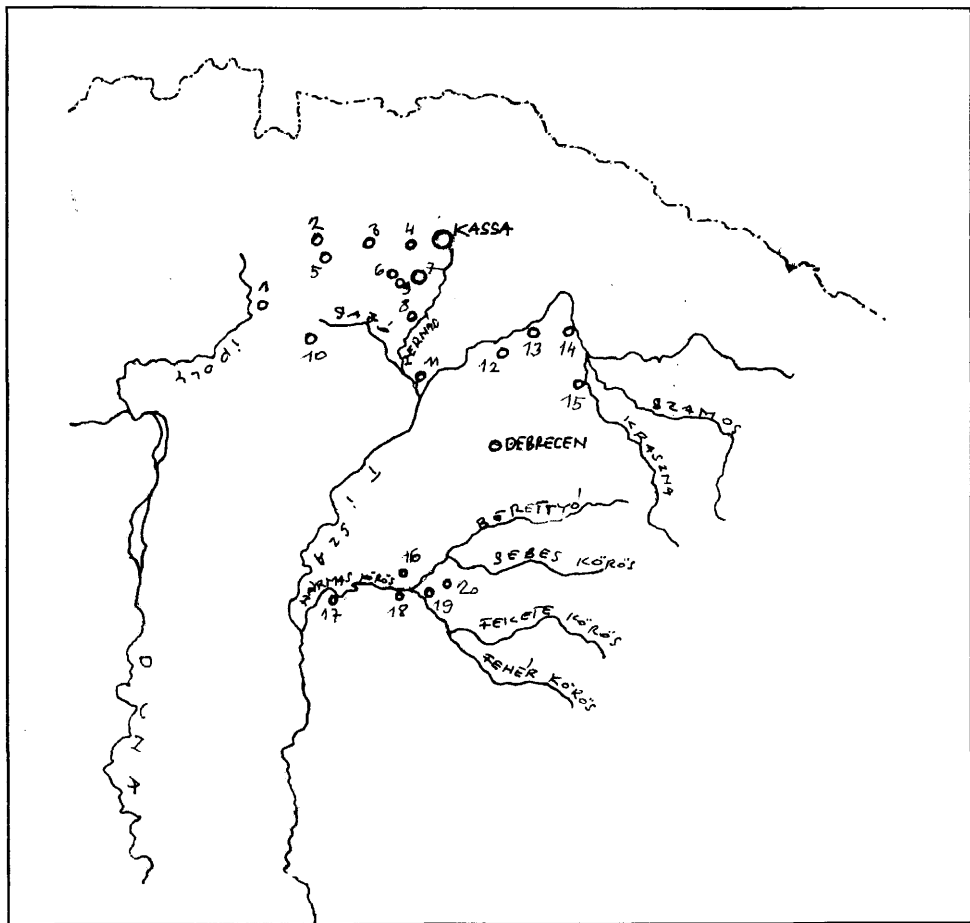 2
3
4
KASSA
5
6
7
9
1
8
SAJÓ
HERNÁD
10
IPOLY
11
12
13
14
15
SZAMOS
KRASZNA
DEBRECEN
TISZA
BERETTYÓ
SEBES KÖRÖS
16
HÁRMAS KÖRÖS
17
18
19
20
FEKETE KÖRÖS
FEHÉR KÖRÖS
DUNA